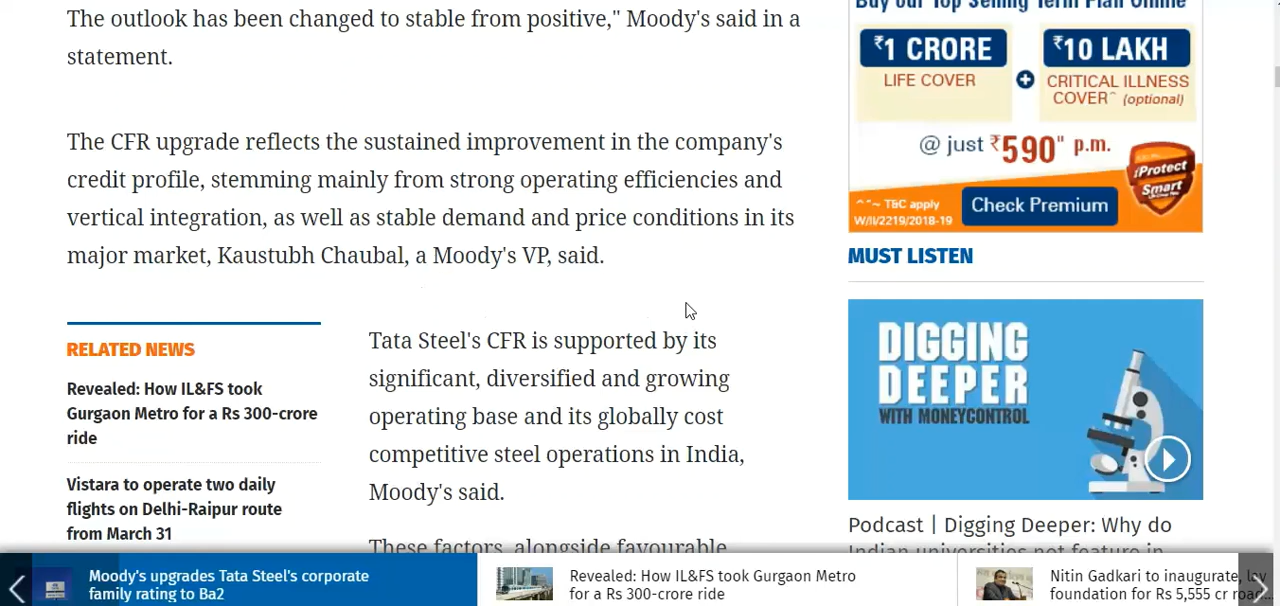 The outlook has been changed to stable from positive," Moody's said in a
statement.
The CFR upgrade reflects the sustained improvement in the company's
credit profile, stemming mainly from strong operating efficiencies and
vertical integration, as well as stable demand and price conditions in its
major market, Kaustubh Chaubal, a Moody's VP, said.
RELATED NEWS
Revealed: How IL&FS took
Gurgaon Metro for a Rs 300-crore
ride
Vistara to operate two daily
flights on Delhi-Raipur route
from March 31
Tata Steel's CFR is supported by its
significant, diversified and growing
operating base and its globally cost
competitive steel operations in India,
Moody's said.
These factors, alongside favourable
Buy our Top Selling Term Plan Online
₹1 CRORE
LIFE COVER
₹10 LAKH
CRITICAL ILLNESS
COVER^ (optional)
@ just ₹590" p.m.
iProtect
Smart
^^~ T&C apply
W/II/2219/2018-19
Check Premium
MUST LISTEN
DIGGING
DEEPER
WITH MONEYCONTROL
Podcast | Digging Deeper: Why do
Indian universities not feature in
Moody's upgrades Tata Steel's corporate
family rating to Ba2
Revealed: How IL&FS took Gurgaon Metro
for a Rs 300-crore ride
Nitin Gadkari to inaugurate, lay
foundation for Rs 5,555 cr road...